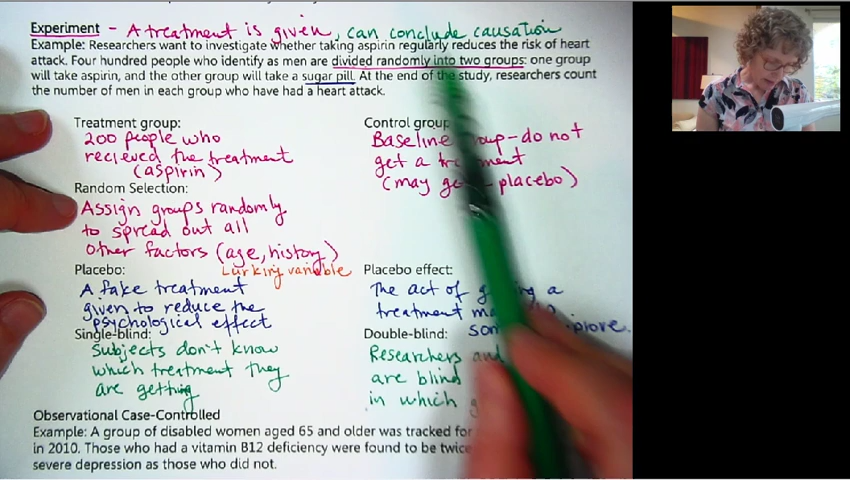 Experiment - A treatment is given, can conclude causation
Example: Researchers want to investigate whether taking aspirin regularly reduces the risk of heart
attack. Four hundred people who identify as men are divided randomly into two groups: one group
will take aspirin, and the other group will take a sugar pill. At the end of the study, researchers count
the number of men in each group who have had a heart attack.
Treatment group:
200 people who
recieved the treatment
(aspirin)
Control group
Baseline group - do not
get a treatment
(may get placebo)
Random Selection:
Assign groups randomly
to spread out all
other factors (age, history)
Lurking variable
Placebo:
A fake treatment
given to reduce the
psychological effect
Placebo effect:
The act of a
treatment
Single-blind:
Subjects don't know
which treatment they
are getting
Double-blind:
Researchers and
are blind
in which
Observational Case-Controlled
Example: A group of disabled women aged 65 and older was tracked for
in 2010. Those who had a vitamin B12 deficiency were found to be twice
severe depression as those who did not.